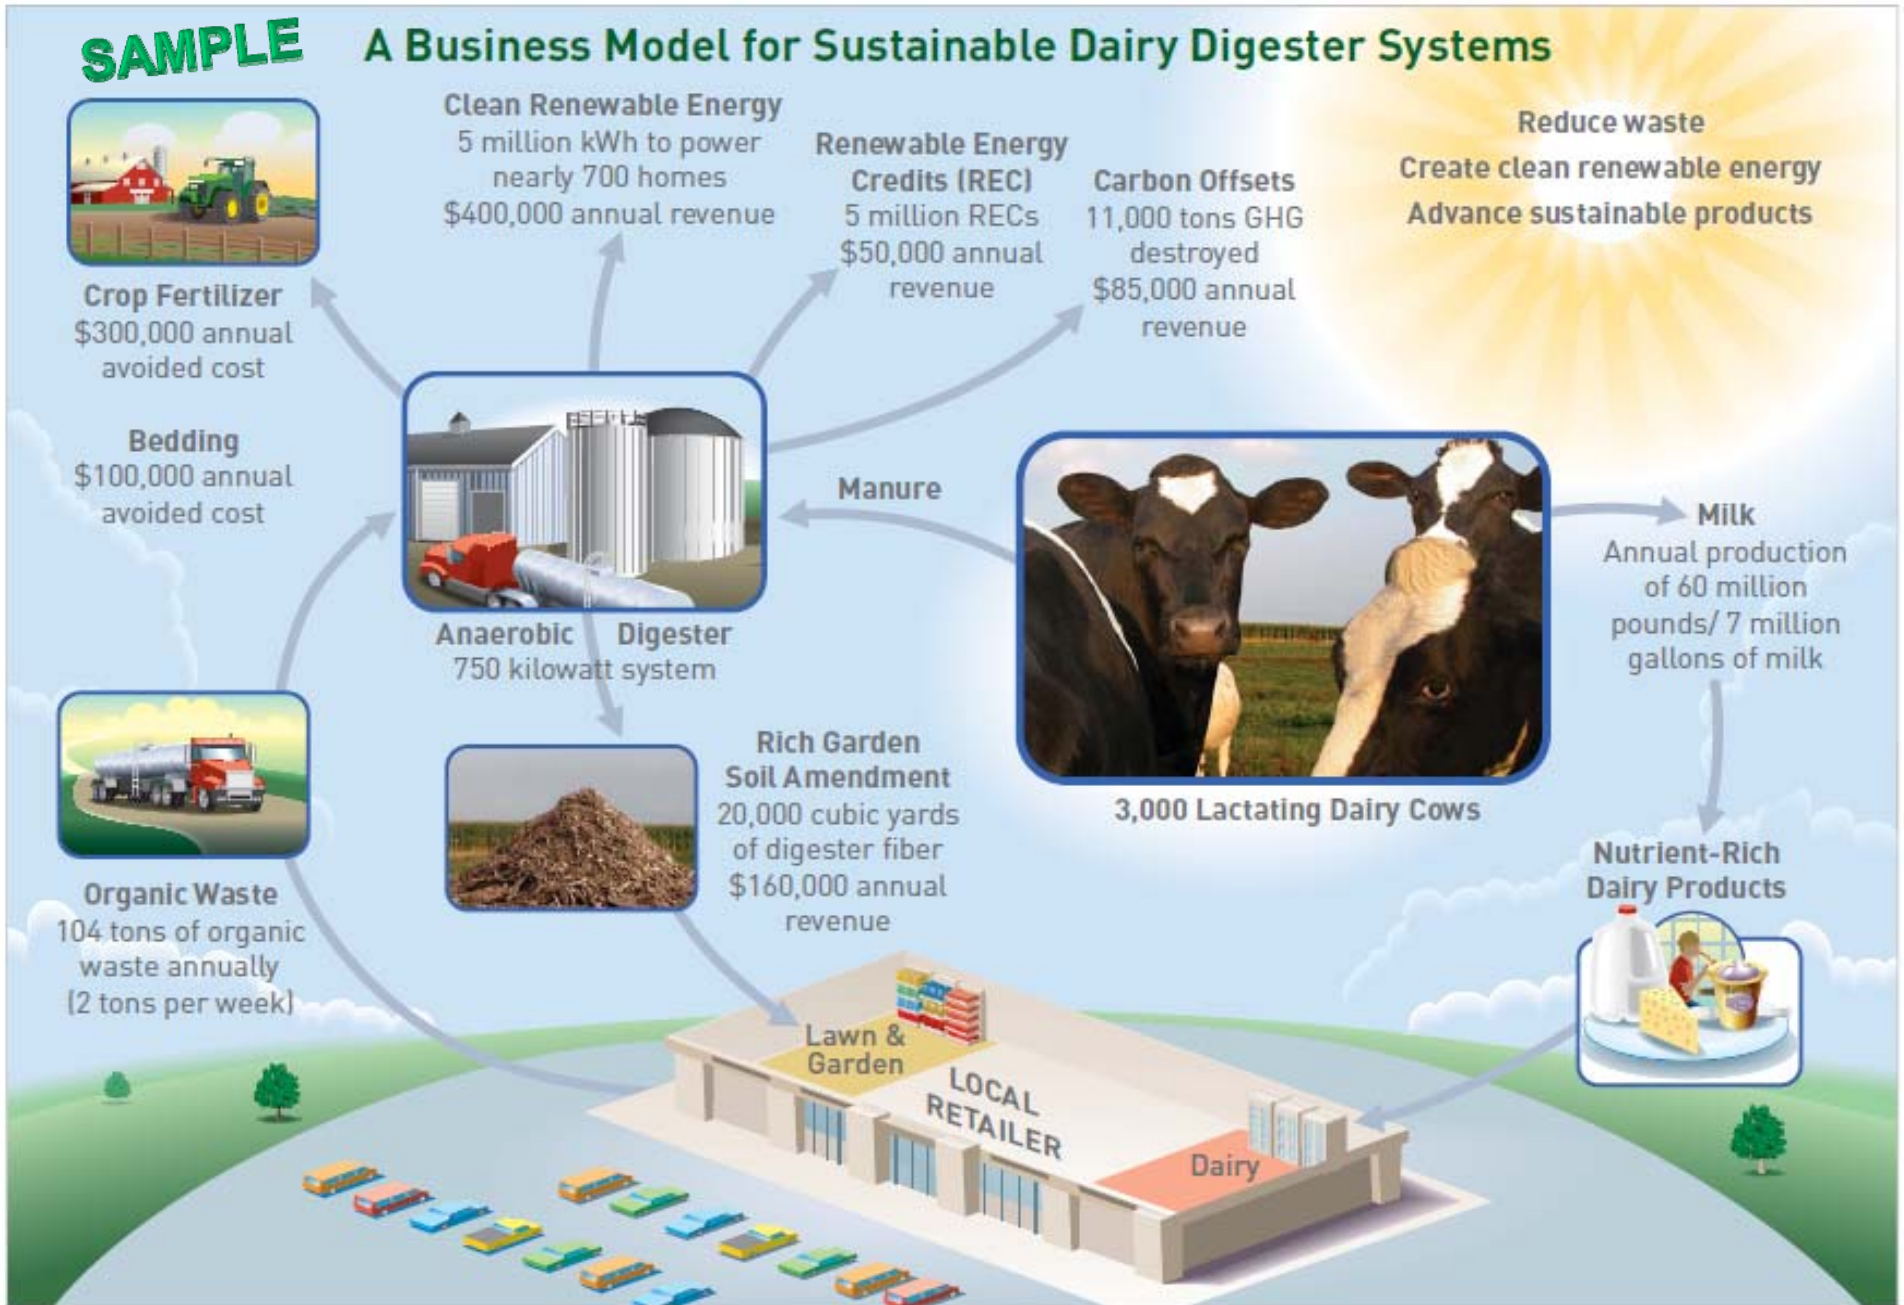 SAMPLE
A Business Model for Sustainable Dairy Digester Systems
Clean Renewable Energy
5 million kWh to power
nearly 700 homes
$400,000 annual revenue
Renewable Energy
Credits (REC)
5 million RECs
$50,000 annual
revenue
Carbon Offsets
11,000 tons GHG
destroyed
$85,000 annual
revenue
Reduce waste
Create clean renewable energy
Advance sustainable products
Crop Fertilizer
$300,000 annual
avoided cost
Bedding
$100,000 annual
avoided cost
Manure
Milk
Annual production
of 60 million
pounds/ 7 million
gallons of milk
Anaerobic Digester
750 kilowatt system
Rich Garden
Soil Amendment
20,000 cubic yards
of digester fiber
$160,000 annual
revenue
3,000 Lactating Dairy Cows
Nutrient-Rich
Dairy Products
Organic Waste
104 tons of organic
waste annually
(2 tons per week)
Lawn &
Garden
LOCAL
RETAILER
Dairy